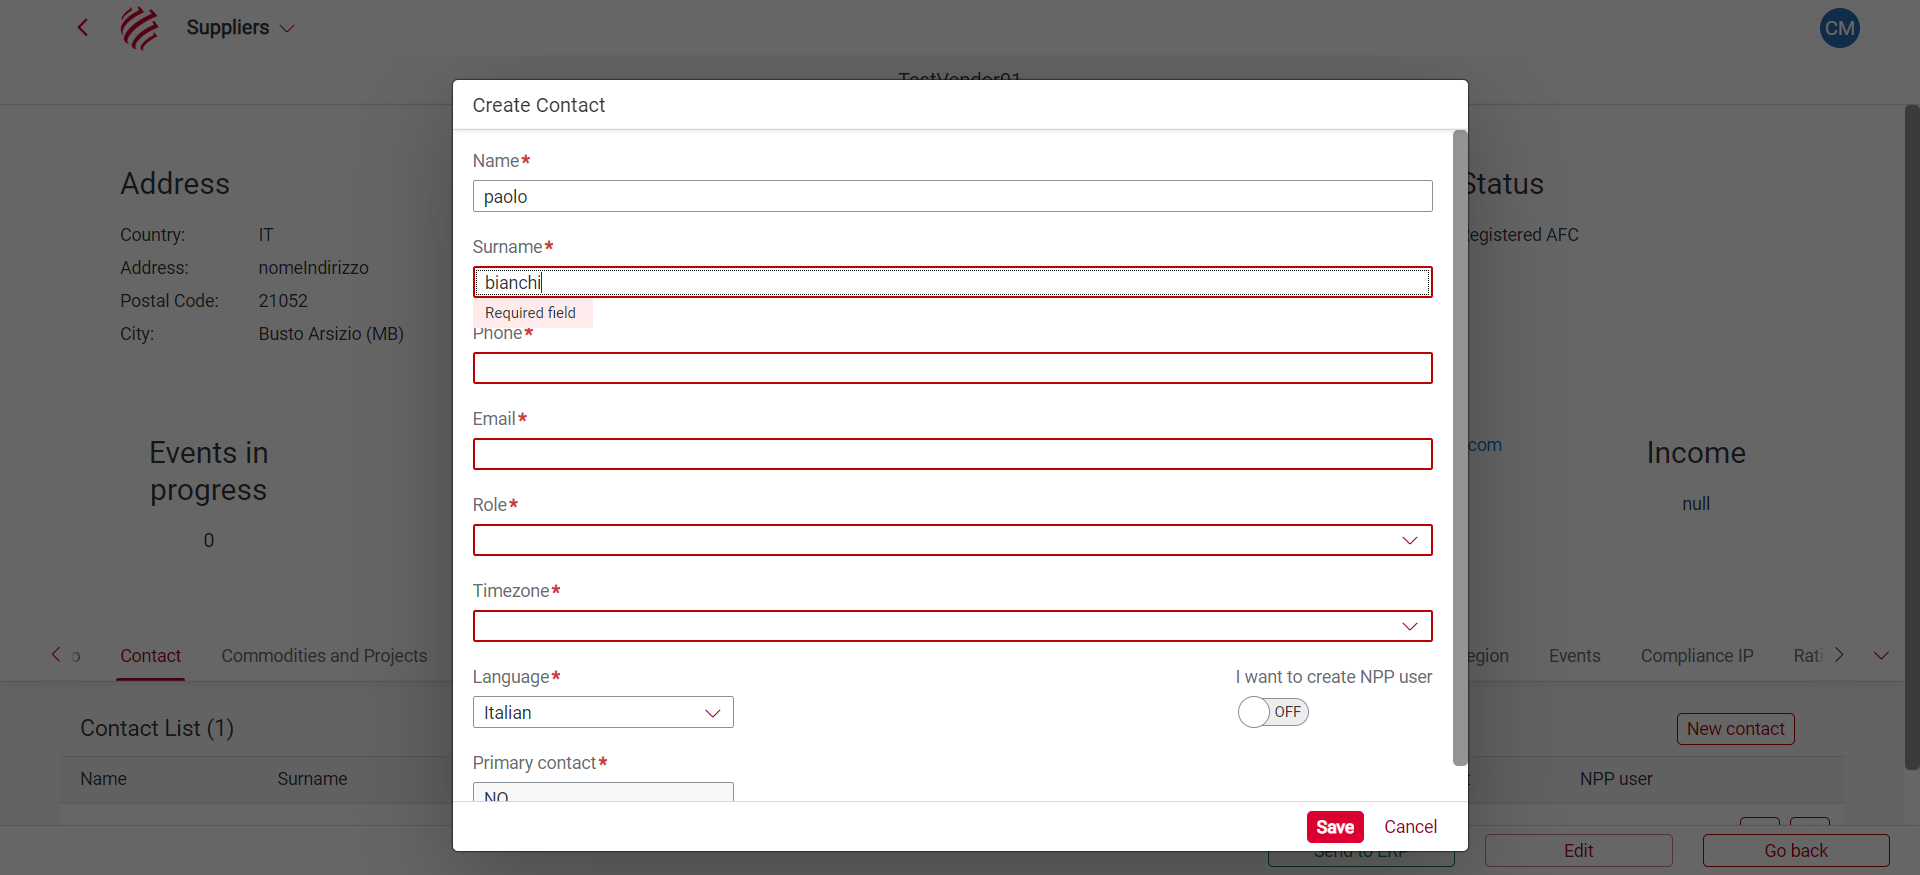 Suppliers
CM
TestVendor01
Create Contact
Name*
paolo
Surname*
bianchi
Required field
Phone*
Email*
Role*
Timezone*
Language*
Italian
I want to create NPP user
OFF
Primary contact*
NO
Save
Cancel
Address
Country: IT
Address: nomeIndirizzo
Postal Code: 21052
City: Busto Arsizio (MB)
Status
egistered AFC
Events in
progress
0
com
Income
null
o
Contact
Commodities and Projects
egion
Events
Compliance IP
Rati
Contact List (1)
New contact
Name
Surname
NPP user
Send to ERP
Edit
Go back